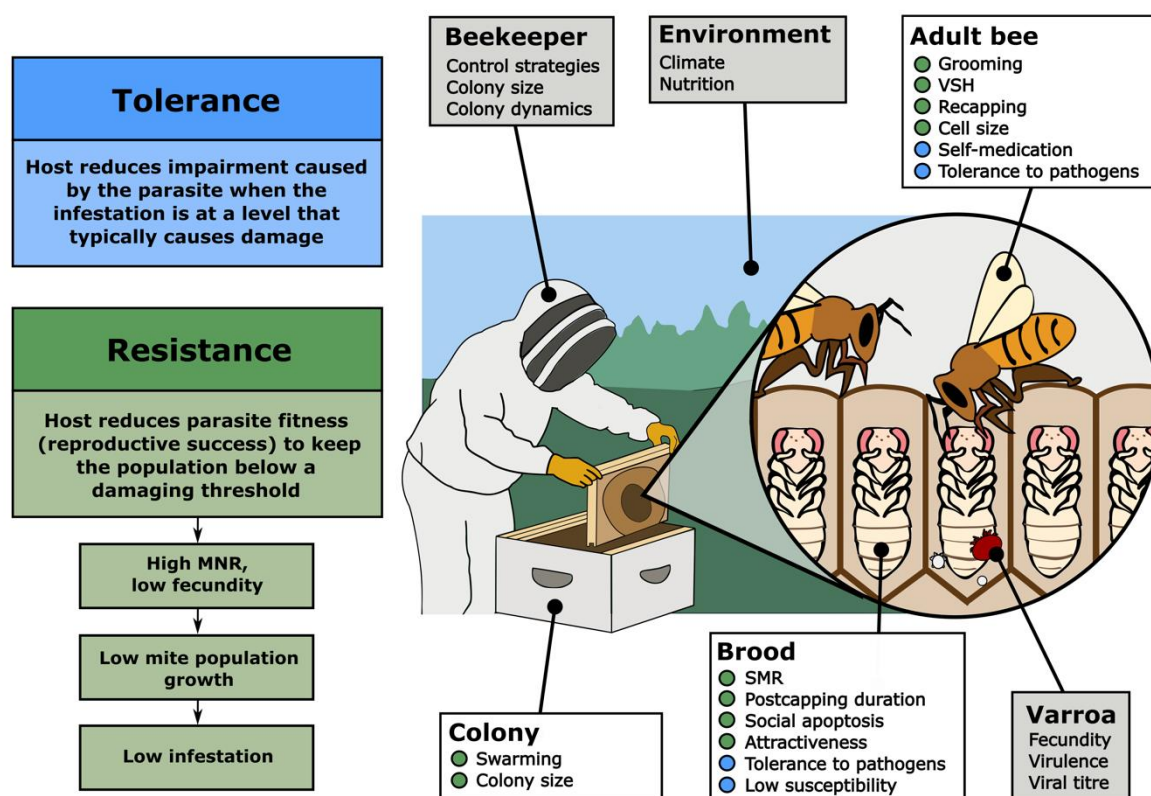 Tolerance
Host reduces impairment caused
by the parasite when the
infestation is at a level that
typically causes damage
Resistance
Host reduces parasite fitness
(reproductive success) to keep
the population below a
damaging threshold
High MNR,
low fecundity
Low mite population
growth
Low infestation
Beekeeper
Control strategies
Colony size
Colony dynamics
Environment
Climate
Nutrition
Adult bee
Grooming
VSH
Recapping
Cell size
Self-medication
Tolerance to pathogens
Colony
Swarming
Colony size
Brood
SMR
Postcapping duration
Social apoptosis
Attractiveness
Tolerance to pathogens
Low susceptibility
Varroa
Fecundity
Virulence
Viral titre